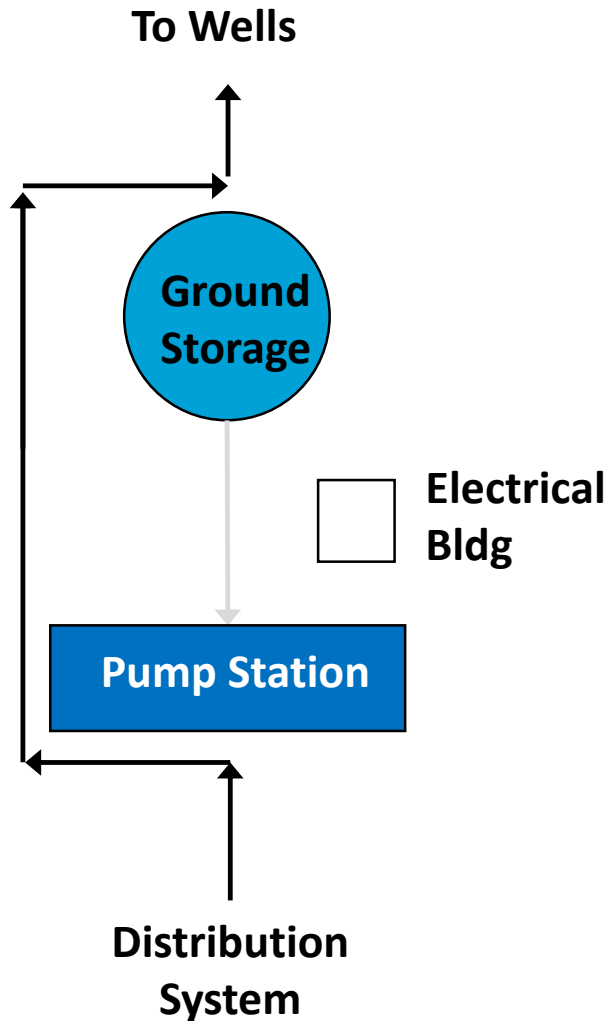 To Wells
Ground
Storage
Electrical
Bldg
Pump Station
Distribution
System